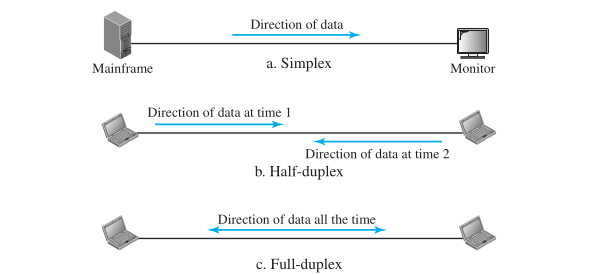 Direction of data
Mainframe
a. Simplex
Monitor
Direction of data at time 1
Direction of data at time 2
b. Half-duplex
Direction of data all the time
c. Full-duplex